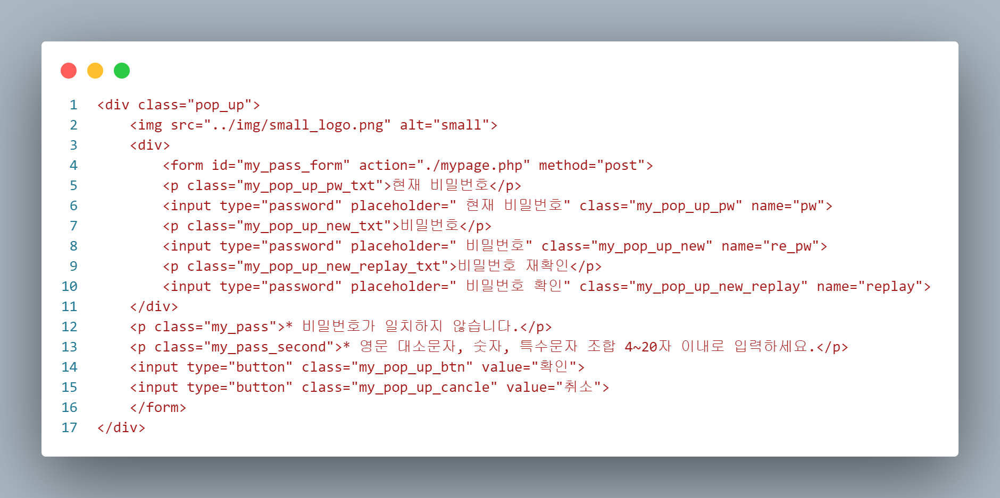 1 <div class="pop_up">
2 <img src="../img/small_logo.png" alt="small">
3 <div>
4 <form id="my_pass_form" action="./mypage.php" method="post">
5 <p class="my_pop_up_pw_txt">현재 비밀번호</p>
6 <input type="password" placeholder=" 현재 비밀번호" class="my_pop_up_pw" name="pw">
7 <p class="my_pop_up_new_txt">비밀번호</p>
8 <input type="password" placeholder=" 비밀번호" class="my_pop_up_new" name="re_pw">
9 <p class="my_pop_up_new_replay_txt">비밀번호 재확인</p>
10 <input type="password" placeholder=" 비밀번호 확인" class="my_pop_up_new_replay" name="replay">
11 </div>
12 <p class="my_pass">* 비밀번호가 일치하지 않습니다.</p>
13 <p class="my_pass_second">* 영문 대소문자, 숫자, 특수문자 조합 4~20자 이내로 입력하세요.</p>
14 <input type="button" class="my_pop_up_btn" value="확인">
15 <input type="button" class="my_pop_up_cancle" value="취소">
16 </form>
17 </div>